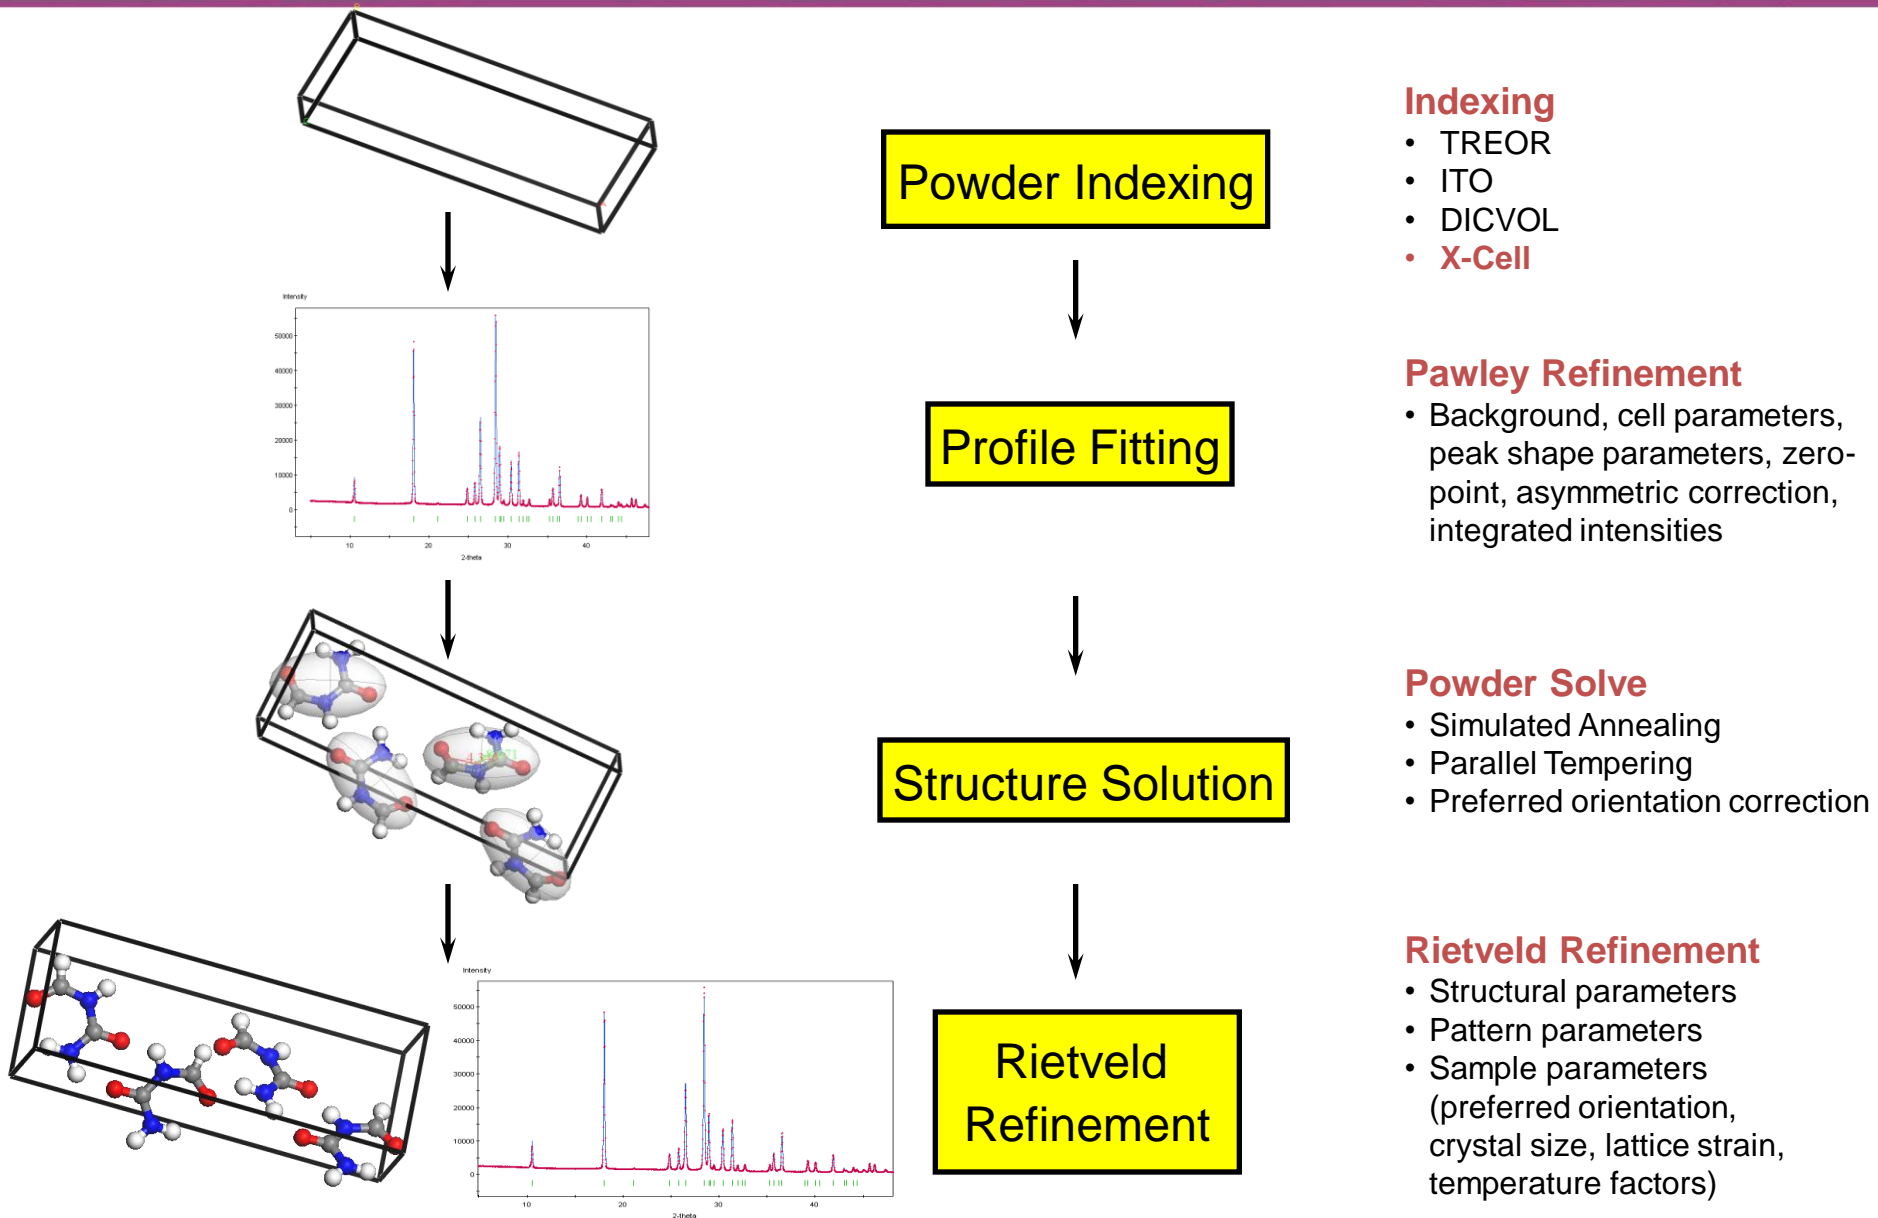 Powder Indexing
Profile Fitting
Structure Solution
Rietveld
Refinement
Indexing
• TREOR
• ITO
• DICVOL
• X-Cell
Pawley Refinement
• Background, cell parameters,
peak shape parameters, zero-
point, asymmetric correction,
integrated intensities
Powder Solve
• Simulated Annealing
• Parallel Tempering
• Preferred orientation correction
Rietveld Refinement
• Structural parameters
• Pattern parameters
• Sample parameters
(preferred orientation,
crystal size, lattice strain,
temperature factors)
Intensity
50000
40000
30000
20000
10000
0
10 20 30 40
2-theta
Intensity
50000
40000
30000
20000
10000
0
10 20 30 40
2-theta